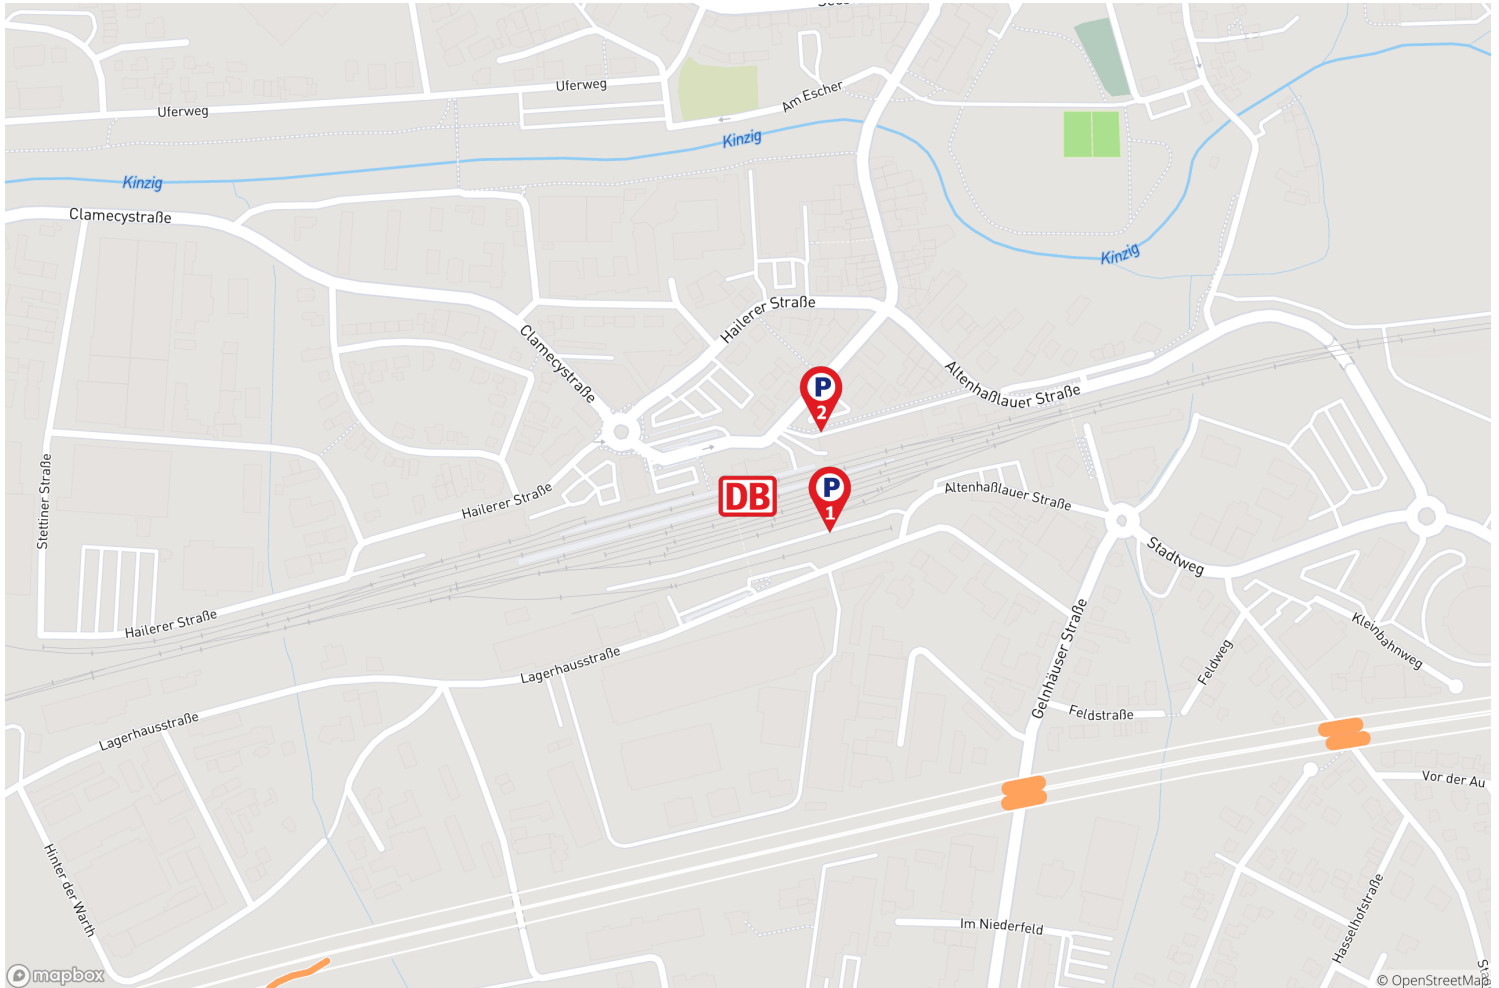 Uferweg
Uferweg
Am Escher
Kinzig
Kinzig
Clamecystraße
Kinzig
Hailerer Straße
Clamecystraße
Altenhaßlauer Straße
P
2
Stettiner Straße
Hailerer Straße
DB
P
1
Altenhaßlauer Straße
Stadtweg
Hailerer Straße
Lagerhausstraße
Gelnhäuser Straße
Feldweg
Kleinbahnweg
Feldstraße
Lagerhausstraße
Vor der Au
Hinter der Warth
Im Niederfeld
Hasselhofstraße
mapbox
© OpenStreetMap